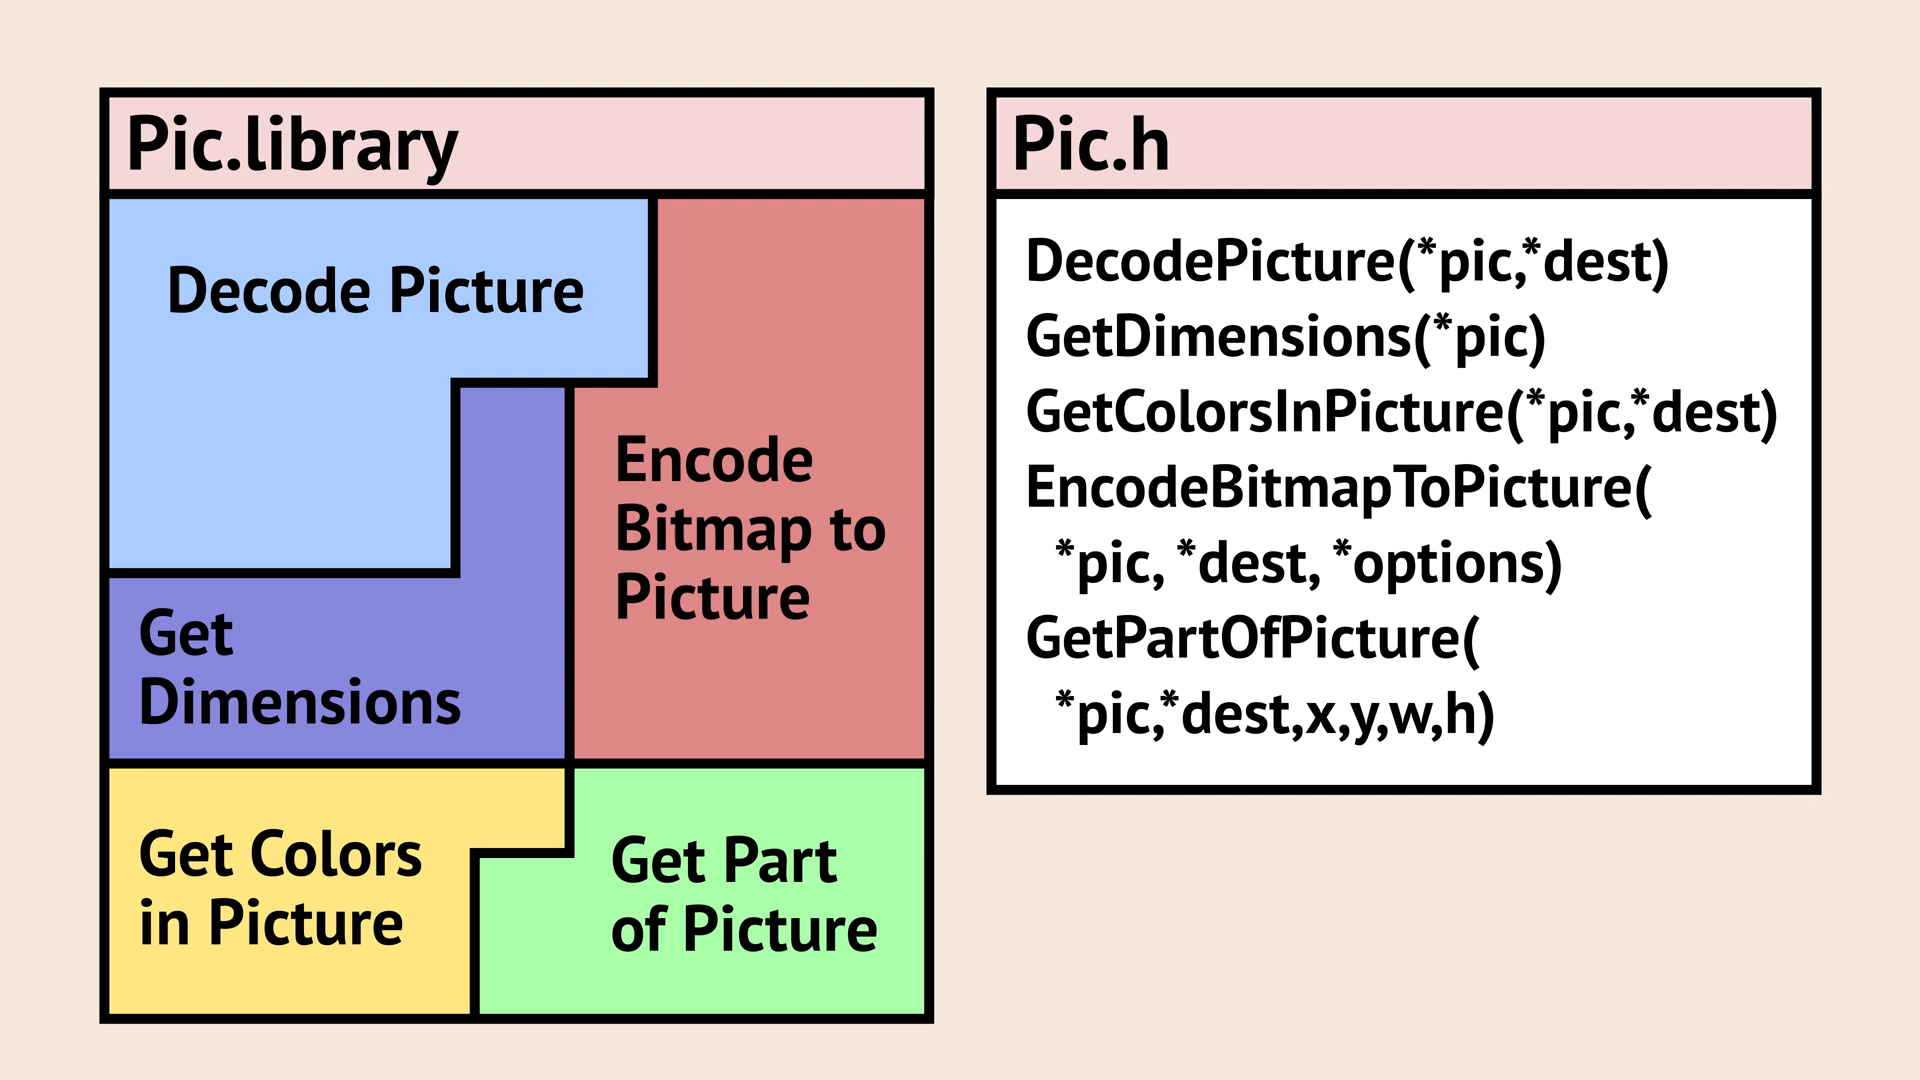 Pic.library
Decode Picture
Encode
Bitmap to
Picture
Get
Dimensions
Get Colors
in Picture
Get Part
of Picture
Pic.h
DecodePicture(*pic,*dest)
GetDimensions(*pic)
GetColorsInPicture(*pic,*dest)
EncodeBitmapToPicture(
*pic, *dest, *options)
GetPartOfPicture(
*pic,*dest,x,y,w,h)